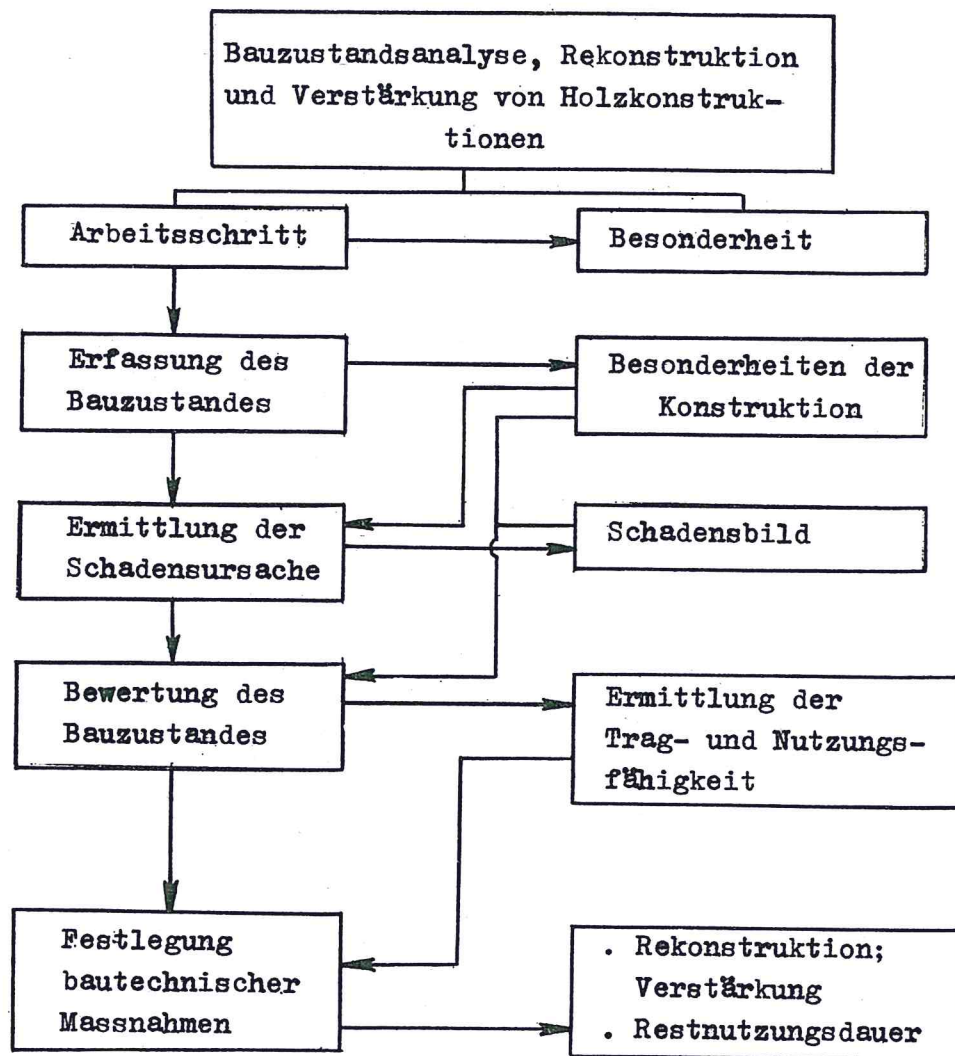 Bauzustandsanalyse, Rekonstruktion
und Verstärkung von Holzkonstruk-
tionen
Arbeitsschritt
Besonderheit
Erfassung des
Bauzustandes
Besonderheiten der
Konstruktion
Ermittlung der
Schadensursache
Schadensbild
Bewertung des
Bauzustandes
Ermittlung der
Trag- und Nutzungs-
fähigkeit
Festlegung
bautechnischer
Massnahmen
. Rekonstruktion;
Verstärkung
. Restnutzungsdauer